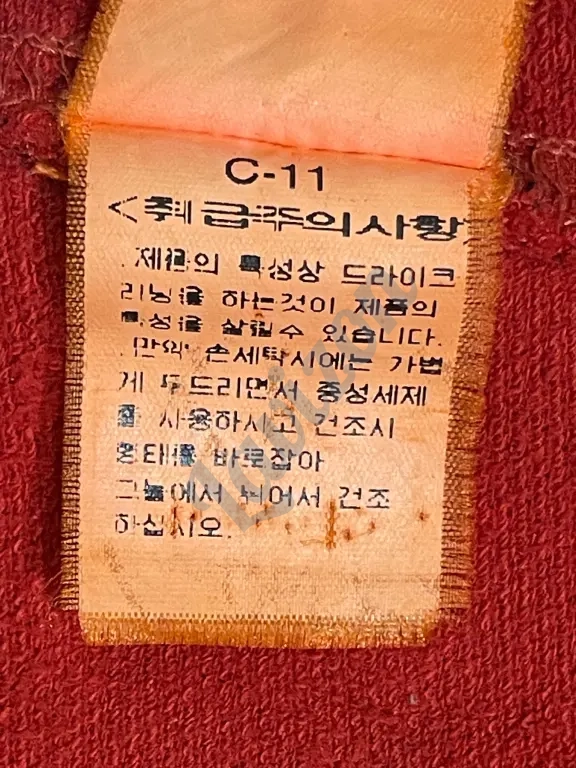 C-11
<취급주의사항>
.제품의 특성상 드라이크
리닝을 하는것이 제품의
특성을 살릴수 있습니다.
.만약 손세탁시에는 가볍
게 두드리면서 중성세제
를 사용하시고 건조시
형태를 바로잡아
그늘에서 뉘어서 건조
하십시오.